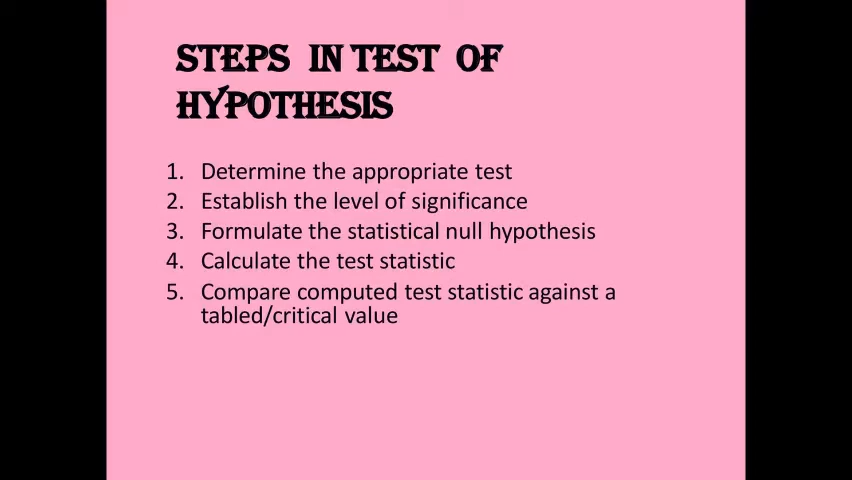 STEPS IN TEST OF
HYPOTHESIS
1. Determine the appropriate test
2. Establish the level of significance
3. Formulate the statistical null hypothesis
4. Calculate the test statistic
5. Compare computed test statistic against a
tabled/critical value